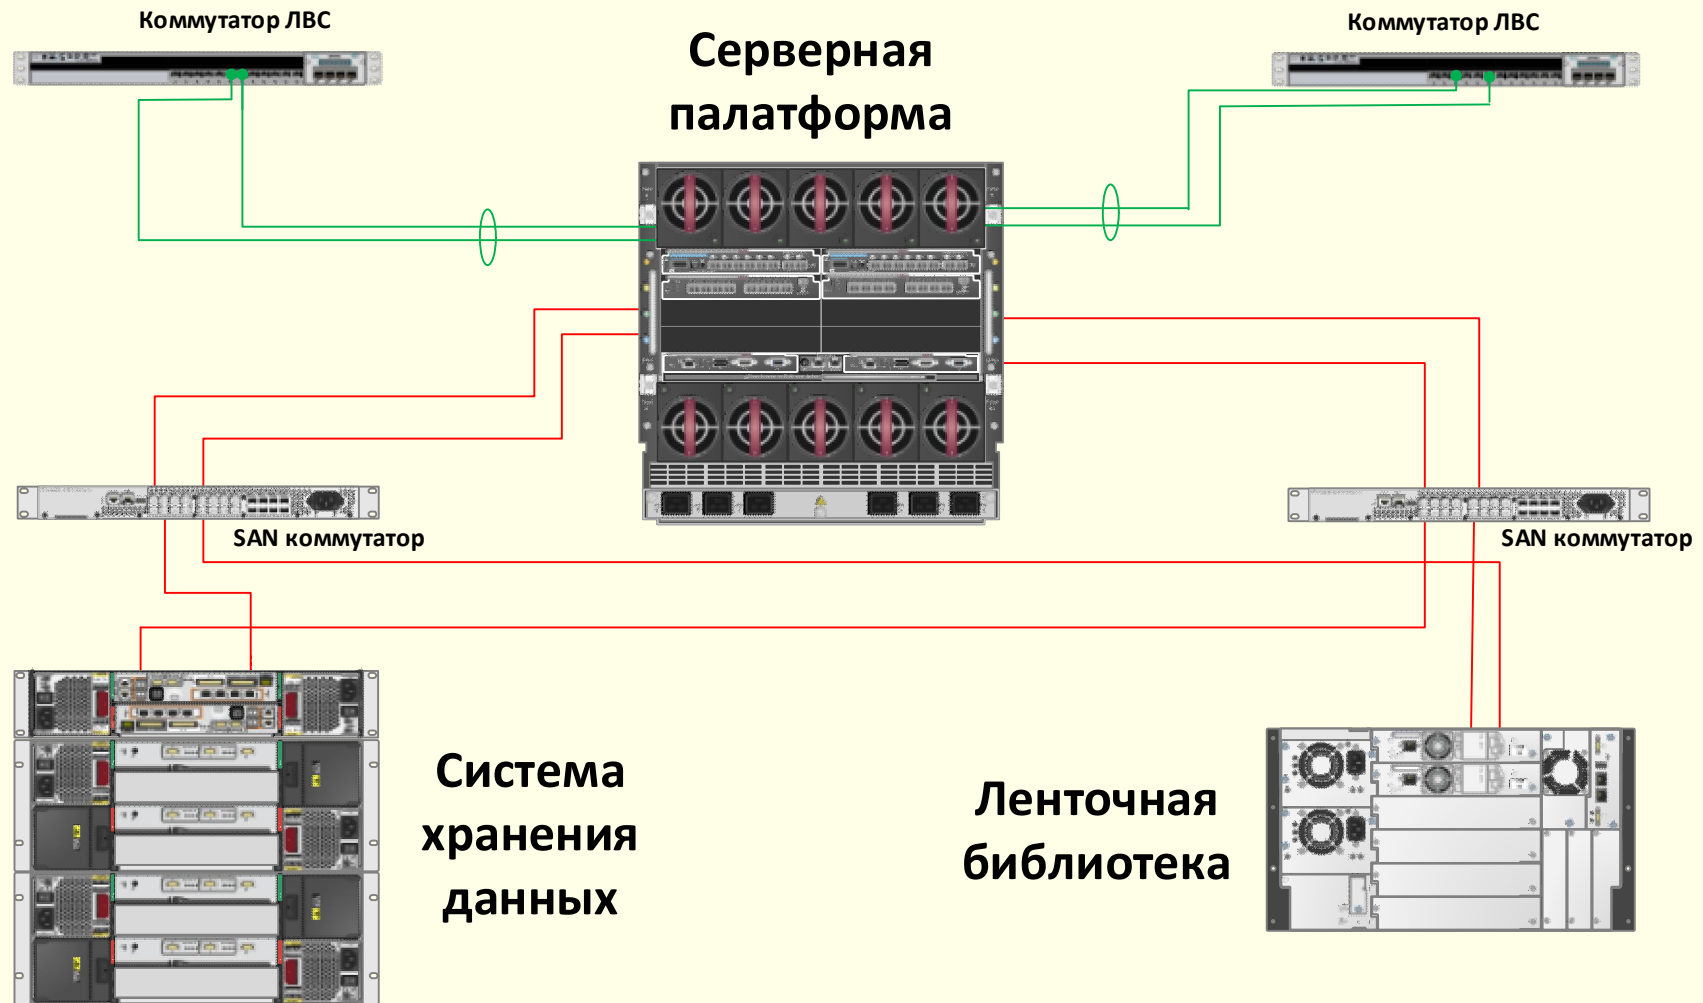 Коммутатор ЛВС
Коммутатор ЛВС
Серверная
палатформа
SAN коммутатор
SAN коммутатор
Система
хранения
данных
Ленточная
библиотека